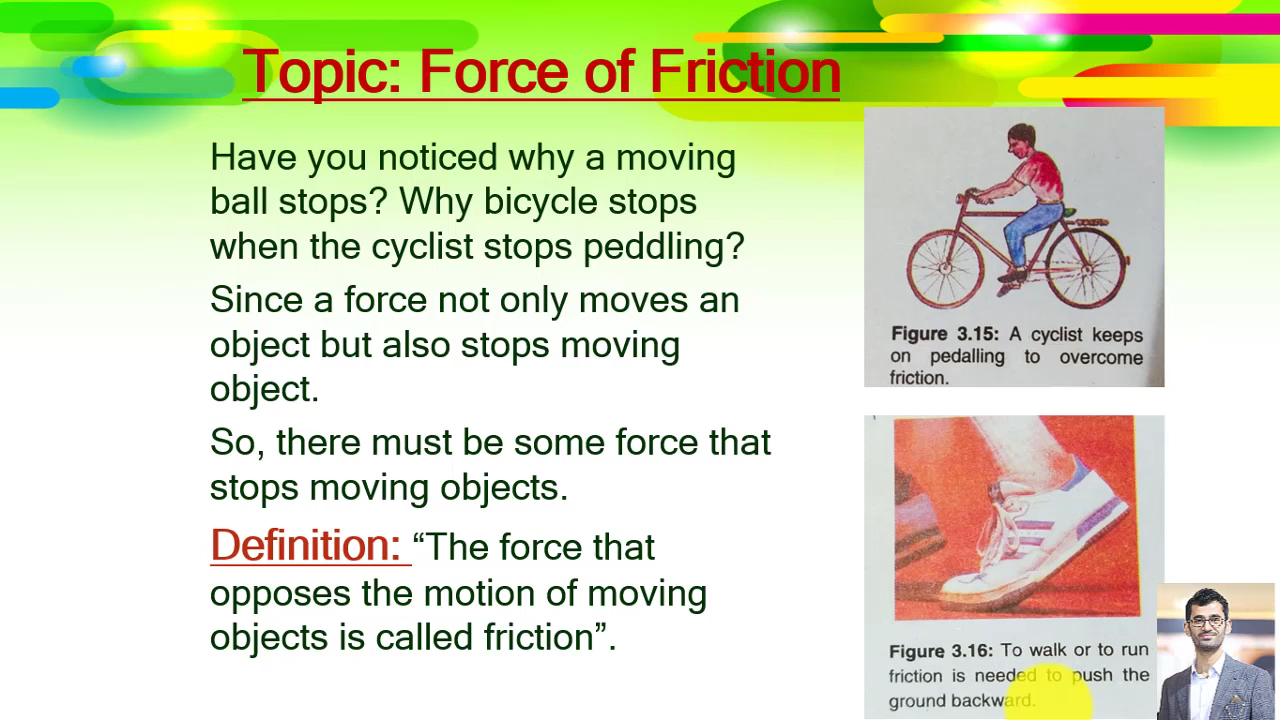 Topic: Force of Friction
Have you noticed why a moving
ball stops? Why bicycle stops
when the cyclist stops peddling?
Since a force not only moves an
object but also stops moving
object.
So, there must be some force that
stops moving objects.
Definition: “The force that
opposes the motion of moving
objects is called friction”.
Figure 3.15: A cyclist keeps
on pedalling to overcome
friction.
Figure 3.16: To walk or to run
friction is needed to push the
ground backward.